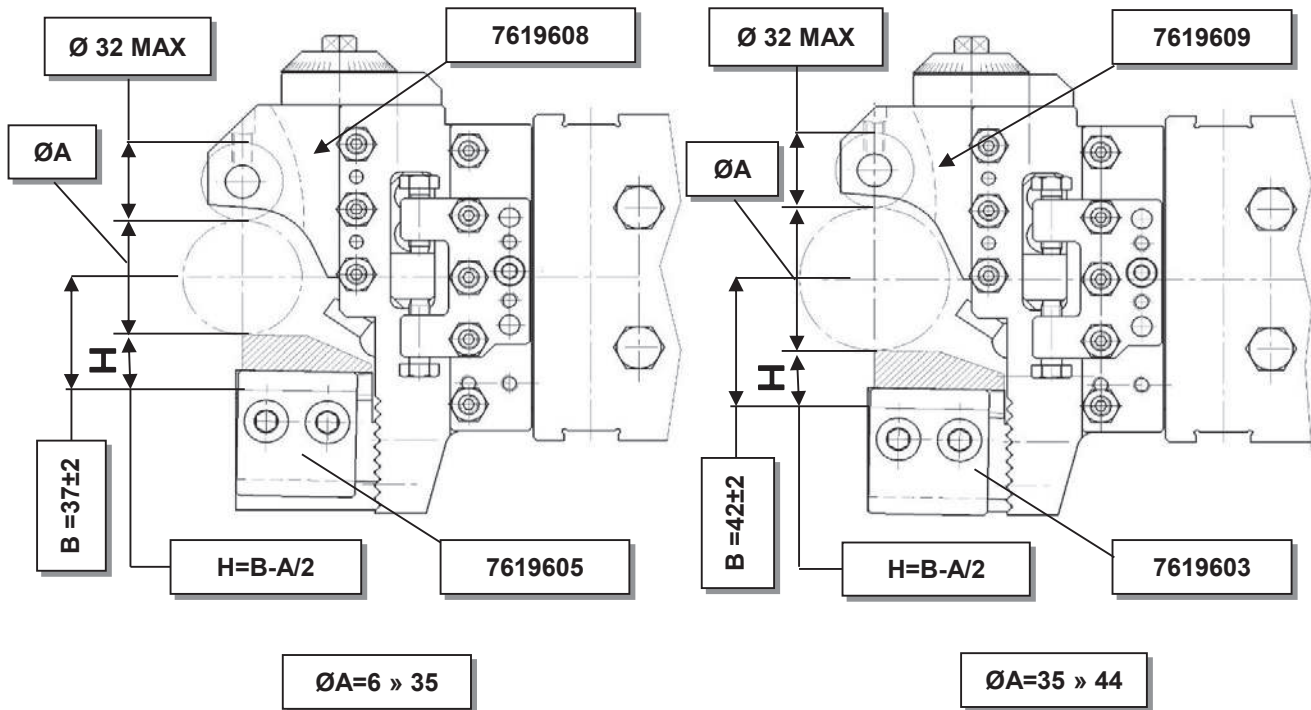 Ø 32 MAX
7619608
ØA
H
B =37±2
H=B-A/2
7619605
ØA=6 » 35
Ø 32 MAX
7619609
ØA
H
B =42±2
H=B-A/2
7619603
ØA=35 » 44